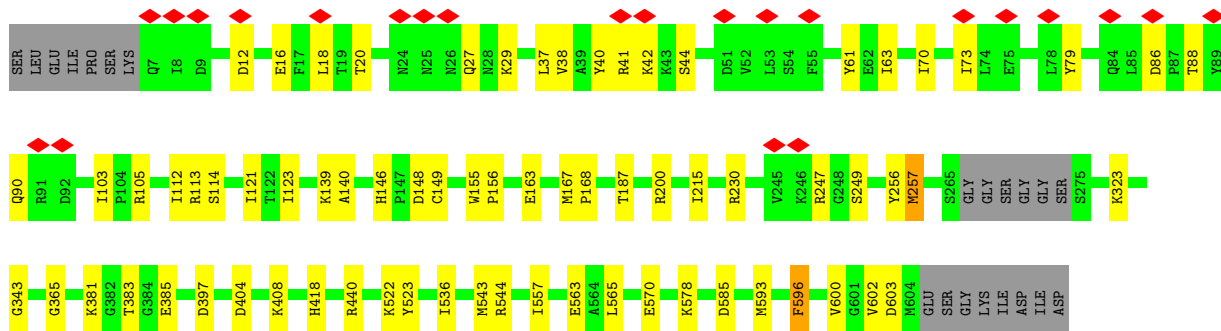 SER LEU GLU ILE PRO SER LYS Q7 I8 D9 D12 E16 F17 L18 T19 T20 N24 N25 N26 Q27 N28 K29 L37 V38 A39 Y40 R41 K42 K43 S44 D51 V52 L53 S54 F55 Y61 E62 I63 I70 I73 L74 E75 L78 Y79 Q84 L85 D86 P87 T88 Y89
Q90 R91 D92 I103 P104 R105 I112 R113 S114 I121 T122 I123 K139 A140 H146 P147 D148 C149 W155 P156 E163 M167 P168 T187 R200 I215 R230 V245 K246 R247 G248 S249 Y256 M257 S265 GLY GLY SER GLY GLY SER S275 K323
G343 G365 K381 G382 T383 G384 E385 D397 D404 K408 H418 R440 K522 Y523 I536 M543 R544 I557 E563 A564 L565 E570 K578 D585 M593 F596 V600 G601 V602 D603 M604 GLU SER GLY LYS ILE ASP ILE ASP